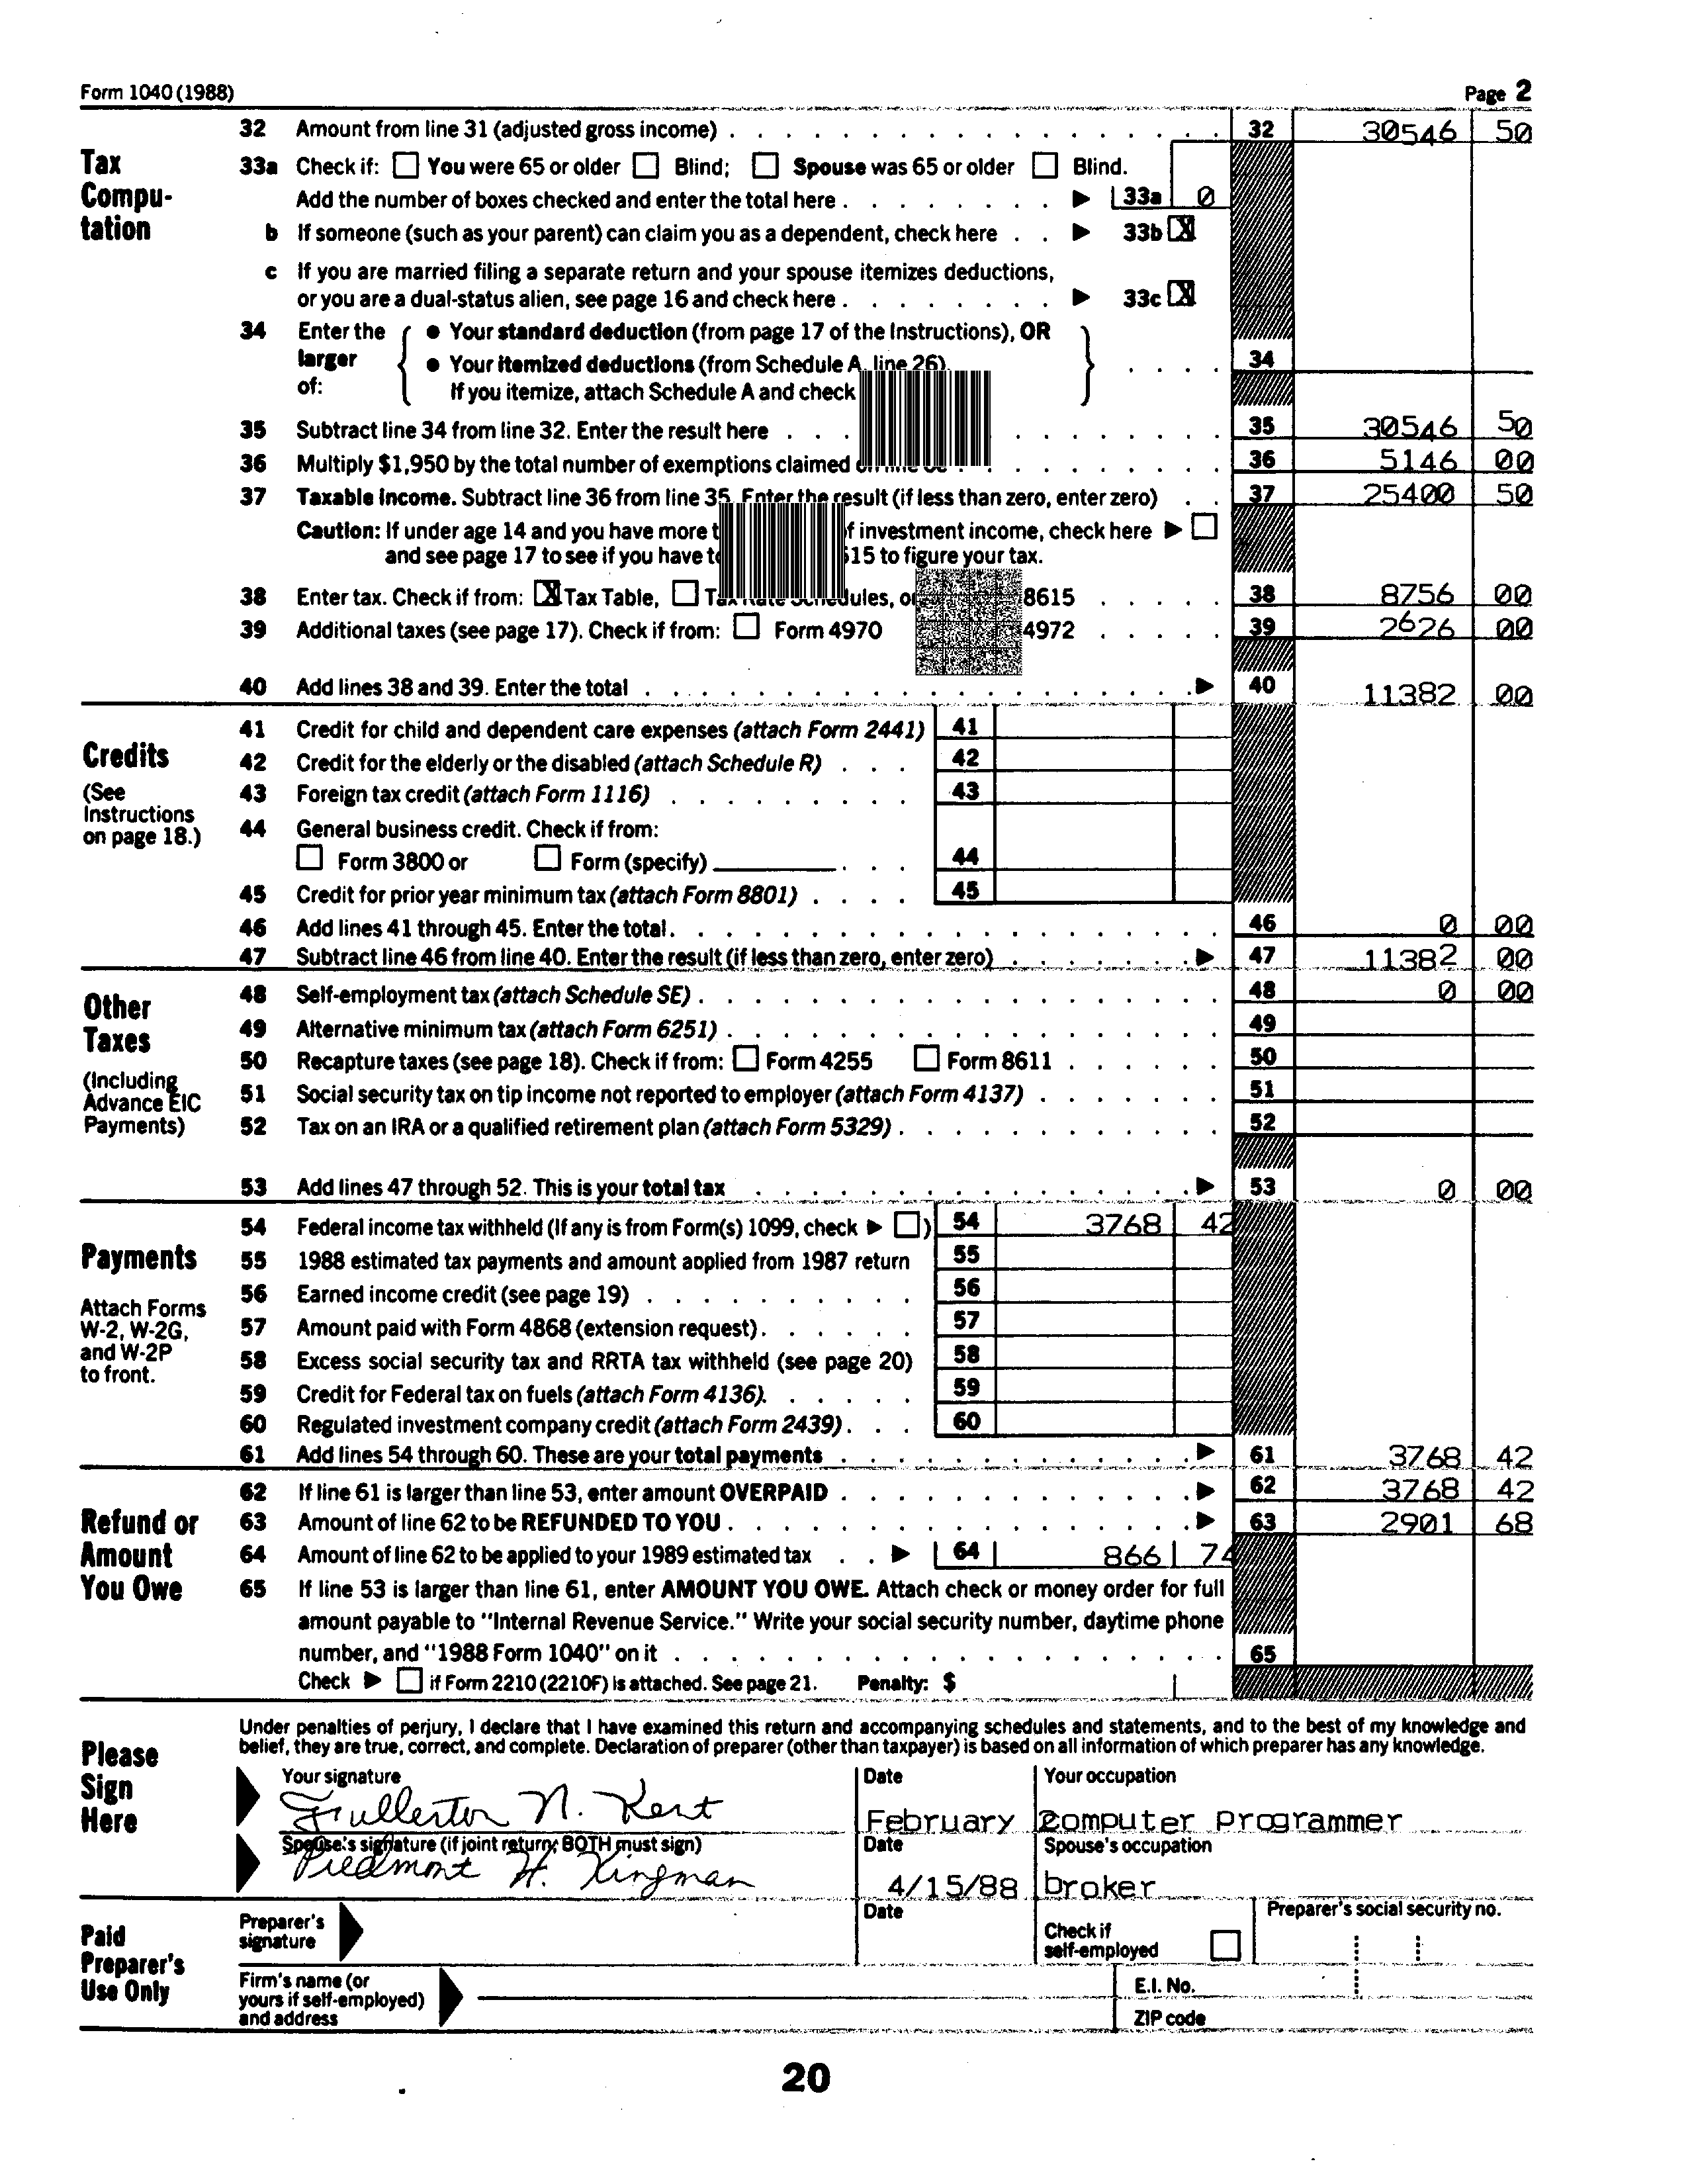 Form 1040 (1988) Page 2
Tax Compu- tation
32 Amount from line 31 (adjusted gross income) . . . . 32 30546 50
33a Check if: ☐ You were 65 or older ☐ Blind; ☐ Spouse was 65 or older ☐ Blind.
Add the number of boxes checked and enter the total here . . . . ▶ 33a 0
b If someone (such as your parent) can claim you as a dependent, check here . . ▶ 33b ☒
c If you are married filing a separate return and your spouse itemizes deductions,
or you are a dual-status alien, see page 16 and check here . . . . ▶ 33c ☒
34 Enter the larger of: { ● Your standard deduction (from page 17 of the Instructions), OR
● Your itemized deductions (from Schedule A, line 26) } . . . . 34
If you itemize, attach Schedule A and check
35 Subtract line 34 from line 32. Enter the result here . . . . 35 30546 50
36 Multiply $1,950 by the total number of exemptions claimed . . . . 36 5146 00
37 Taxable income. Subtract line 36 from line 35. Enter the result (if less than zero, enter zero) . . 37 25400 50
Caution: If under age 14 and you have more of investment income, check here ▶ ☐
and see page 17 to see if you have 15 to figure your tax.
38 Enter tax. Check if from: ☒ Tax Table, ☐ Tax Rate Schedules, or 8615 . . . . 38 8756 00
39 Additional taxes (see page 17). Check if from: ☐ Form 4970 4972 . . . . 39 2626 00
40 Add lines 38 and 39. Enter the total . . . . ▶ 40 11382 00
Credits
(See Instructions on page 18.)
41 Credit for child and dependent care expenses (attach Form 2441) 41
42 Credit for the elderly or the disabled (attach Schedule R) . . . 42
43 Foreign tax credit (attach Form 1116) . . . . 43
44 General business credit. Check if from:
☐ Form 3800 or ☐ Form (specify) . . . 44
45 Credit for prior year minimum tax (attach Form 8801) . . . . 45
46 Add lines 41 through 45. Enter the total . . . . 46 0 00
47 Subtract line 46 from line 40. Enter the result (if less than zero, enter zero) . . . . ▶ 47 11382 00
Other Taxes
(Including Advance EIC Payments)
48 Self-employment tax (attach Schedule SE) . . . . 48 0 00
49 Alternative minimum tax (attach Form 6251) . . . . 49
50 Recapture taxes (see page 18). Check if from: ☐ Form 4255 ☐ Form 8611 . . . . 50
51 Social security tax on tip income not reported to employer (attach Form 4137) . . . . 51
52 Tax on an IRA or a qualified retirement plan (attach Form 5329) . . . . 52
53 Add lines 47 through 52. This is your total tax . . . . ▶ 53 0 00
Payments
Attach Forms W-2, W-2G, and W-2P to front.
54 Federal income tax withheld (If any is from Form(s) 1099, check ▶ ☐ ) 54 3768 42
55 1988 estimated tax payments and amount applied from 1987 return 55
56 Earned income credit (see page 19) . . . . 56
57 Amount paid with Form 4868 (extension request) . . . . 57
58 Excess social security tax and RRTA tax withheld (see page 20) 58
59 Credit for Federal tax on fuels (attach Form 4136). . . . 59
60 Regulated investment company credit (attach Form 2439) . . . 60
61 Add lines 54 through 60. These are your total payments . . . . ▶ 61 3768 42
Refund or Amount You Owe
62 If line 61 is larger than line 53, enter amount OVERPAID . . . . ▶ 62 3768 42
63 Amount of line 62 to be REFUNDED TO YOU . . . . ▶ 63 2901 68
64 Amount of line 62 to be applied to your 1989 estimated tax . . ▶ 64 866 74
65 If line 53 is larger than line 61, enter AMOUNT YOU OWE. Attach check or money order for full
amount payable to "Internal Revenue Service." Write your social security number, daytime phone
number, and "1988 Form 1040" on it . . . . 65
Check ▶ ☐ if Form 2210 (2210F) is attached. See page 21. Penalty: $
Please Sign Here
Under penalties of perjury, I declare that I have examined this return and accompanying schedules and statements, and to the best of my knowledge and
belief, they are true, correct, and complete. Declaration of preparer (other than taxpayer) is based on all information of which preparer has any knowledge.
Your signature Date Your occupation
Fullerton N. Kent February computer programmer
Spouse's signature (if joint return, BOTH must sign) Date Spouse's occupation
Piedmont H. Kingman 4/15/88 broker
Paid Preparer's Use Only
Preparer's signature Date Check if self-employed ☐ Preparer's social security no.
Firm's name (or yours if self-employed) and address E.I. No.
ZIP code
20